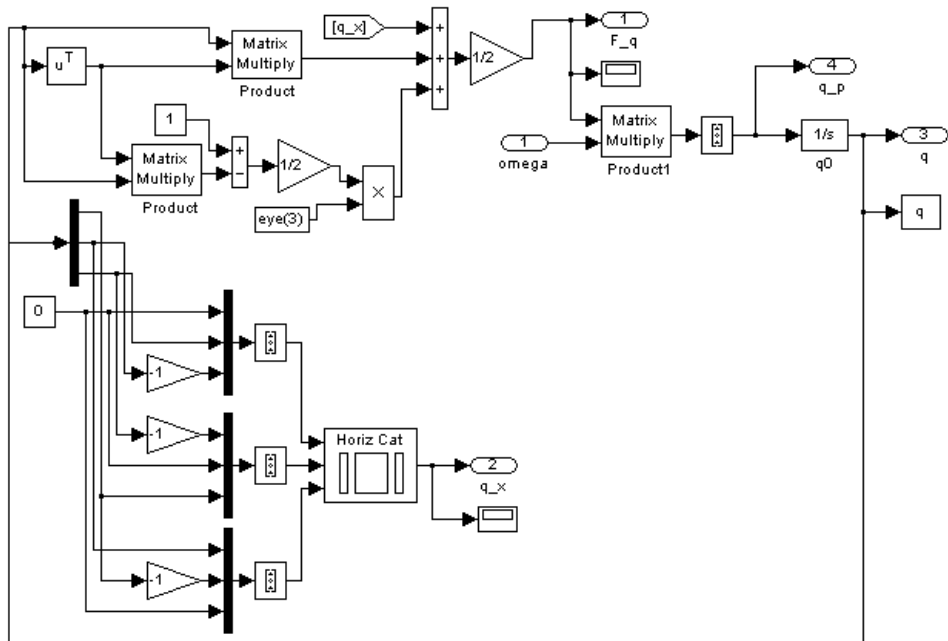 [q_x]
+
+
+
1/2
1
F_q
u^T
Matrix
Multiply
Product
4
q_p
1
+
-
Matrix
Multiply
Product
1/2
×
eye(3)
1
omega
Matrix
Multiply
Product1
1/s
q0
3
q
q
0
-1
-1
-1
Horiz Cat
2
q_x